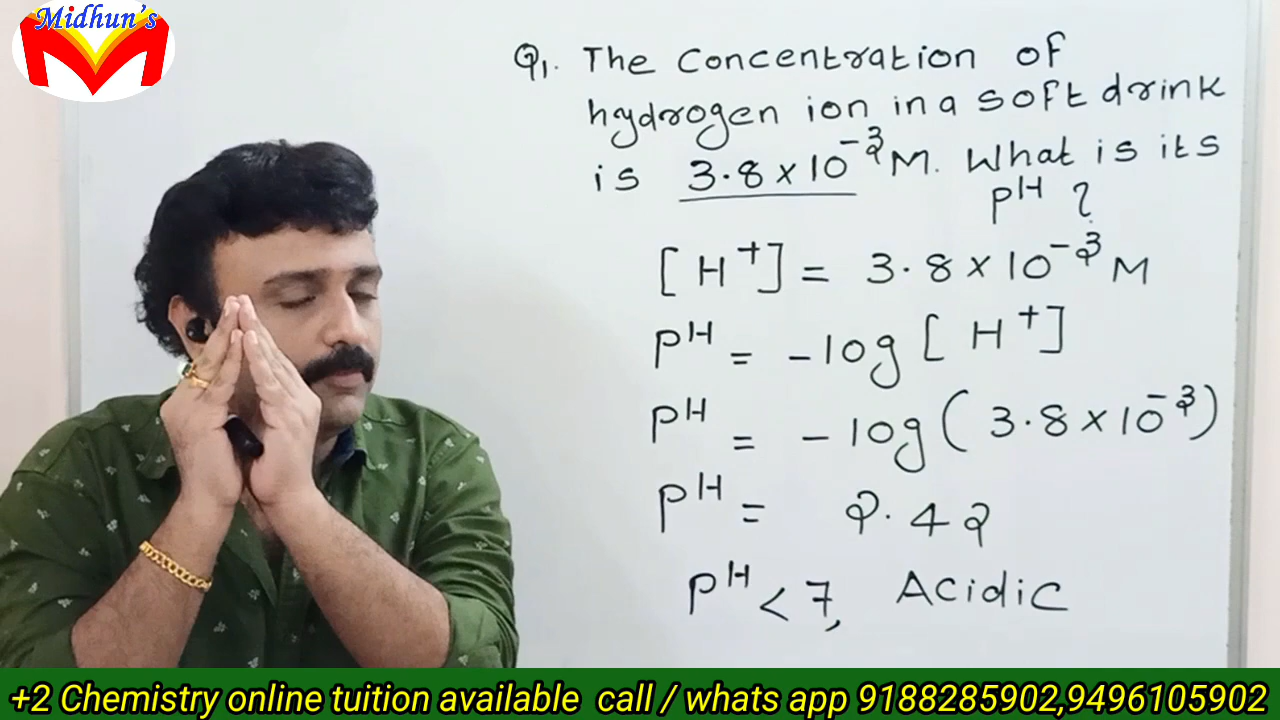 Midhun's
M
Q1. The Concentration of
hydrogen ion in a soft drink
is 3.8 x 10⁻³ M. What is its
pH ?
[H⁺] = 3.8 x 10⁻³ M
pH = -log [H⁺]
pH = -log (3.8 x 10⁻³)
pH = 2.42
pH < 7, Acidic
+2 Chemistry online tuition available call / whats app 9188285902,9496105902